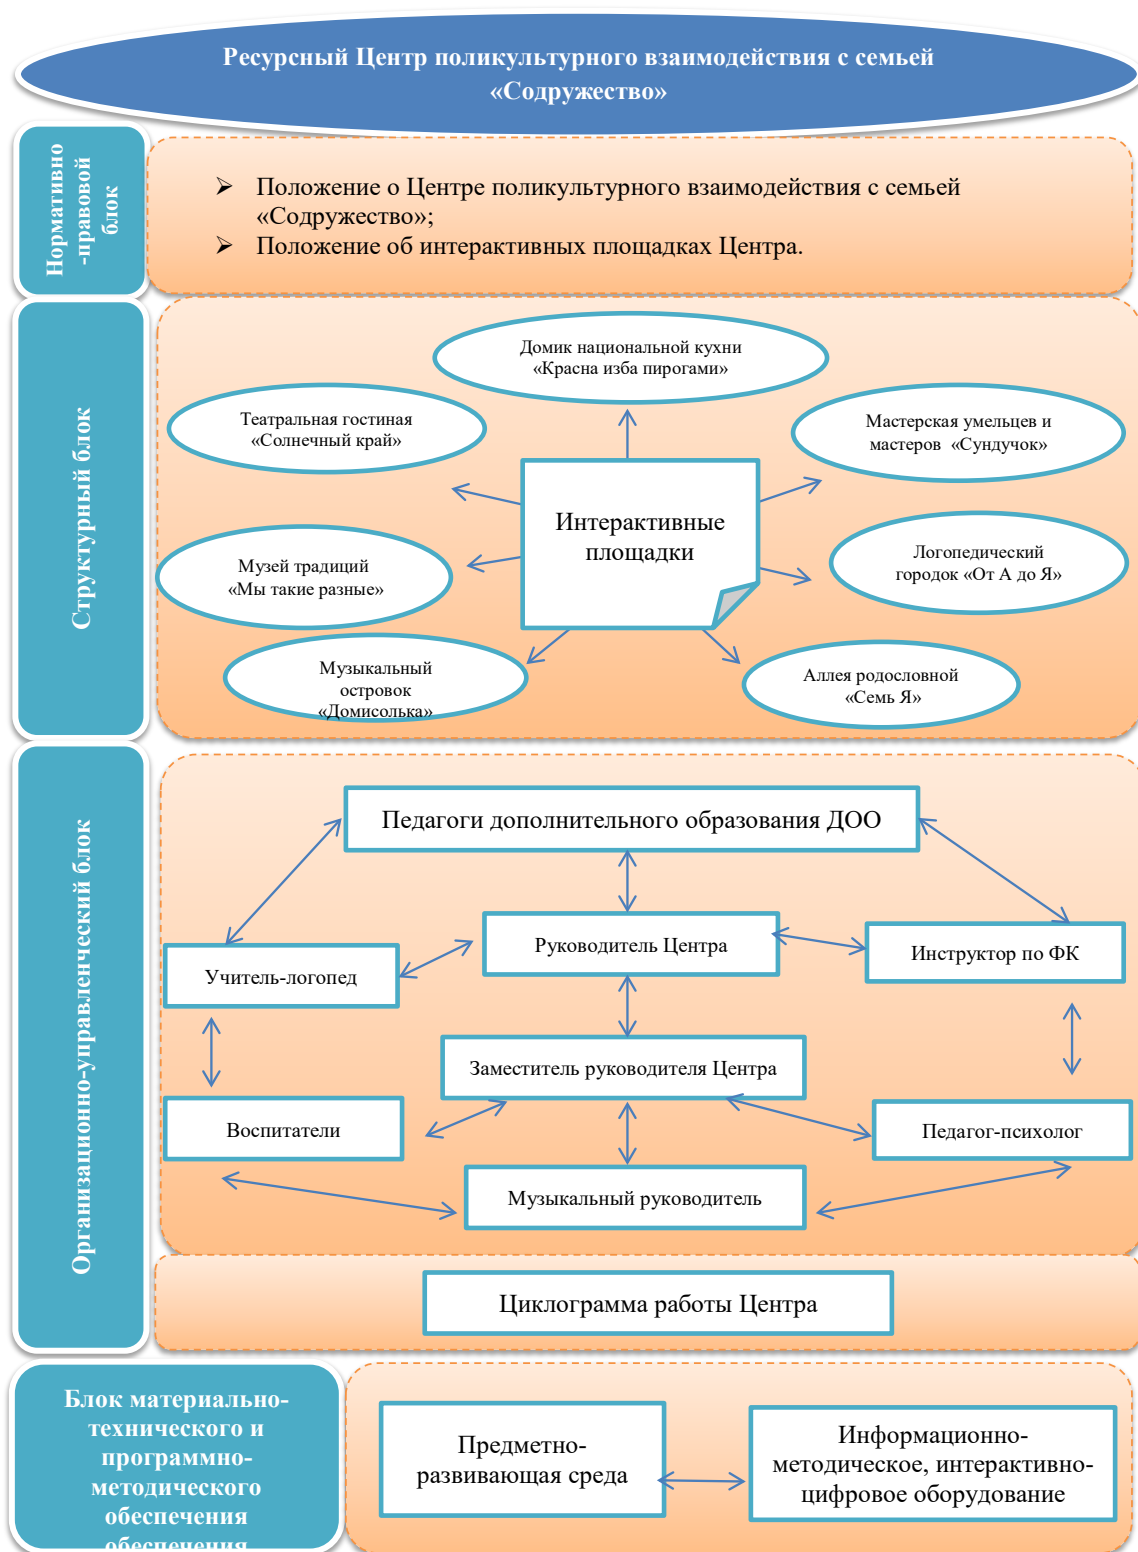 Ресурсный Центр поликультурного взаимодействия с семьей
«Содружество»
Нормативно
-правовой
блок
➢ Положение о Центре поликультурного взаимодействия с семьей
«Содружество»;
➢ Положение об интерактивных площадках Центра.
Структурный блок
Домик национальной кухни
«Красна изба пирогами»
Театральная гостиная
«Солнечный край»
Мастерская умельцев и
мастеров «Сундучок»
Интерактивные
площадки
Музей традиций
«Мы такие разные»
Логопедический
городок «От А до Я»
Музыкальный
островок
«Домисолька»
Аллея родословной
«Семь Я»
Организационно-управленческий блок
Педагоги дополнительного образования ДОО
Руководитель Центра
Учитель-логопед
Инструктор по ФК
Заместитель руководителя Центра
Воспитатели
Педагог-психолог
Музыкальный руководитель
Циклограмма работы Центра
Блок материально-
технического и
программно-
методического
обеспечения
обеспечения
Предметно-
развивающая среда
Информационно-
методическое, интерактивно-
цифровое оборудование